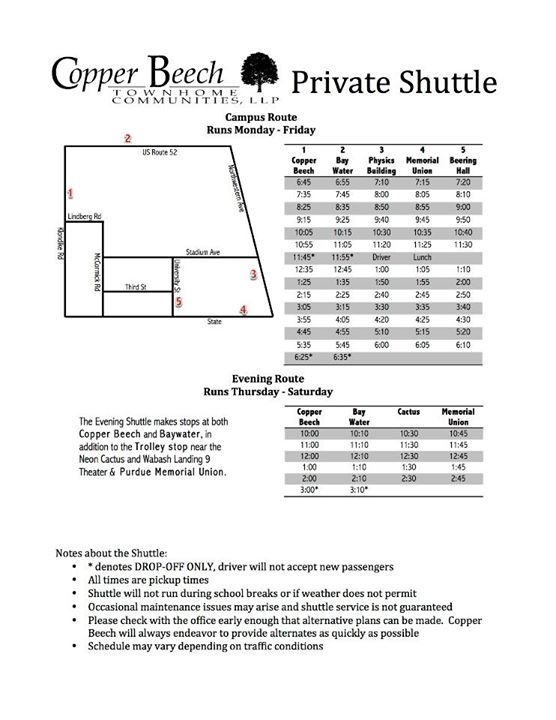 Copper Beech
TOWNHOME
COMMUNITIES, LLP
Private Shuttle
Campus Route
Runs Monday - Friday
2
US Route 52
Northwestern Ave
1
Lindberg Rd
Klondike Rd
McCormick Rd
Stadium Ave
University St
3
Third St
5
4
State
1 2 3 4 5
Copper Bay Physics Memorial Beering
Beech Water Building Union Hall
6:45 6:55 7:10 7:15 7:20
7:35 7:45 8:00 8:05 8:10
8:25 8:35 8:50 8:55 9:00
9:15 9:25 9:40 9:45 9:50
10:05 10:15 10:30 10:35 10:40
10:55 11:05 11:20 11:25 11:30
11:45* 11:55* Driver Lunch
12:35 12:45 1:00 1:05 1:10
1:25 1:35 1:50 1:55 2:00
2:15 2:25 2:40 2:45 2:50
3:05 3:15 3:30 3:35 3:40
3:55 4:05 4:20 4:25 4:30
4:45 4:55 5:10 5:15 5:20
5:35 5:45 6:00 6:05 6:10
6:25* 6:35*
Evening Route
Runs Thursday - Saturday
The Evening Shuttle makes stops at both
Copper Beech and Baywater, in
addition to the Trolley stop near the
Neon Cactus and Wabash Landing 9
Theater & Purdue Memorial Union.
Copper Bay Cactus Memorial
Beech Water Union
10:00 10:10 10:30 10:45
11:00 11:10 11:30 11:45
12:00 12:10 12:30 12:45
1:00 1:10 1:30 1:45
2:00 2:10 2:30 2:45
3:00* 3:10*
Notes about the Shuttle:
• * denotes DROP-OFF ONLY, driver will not accept new passengers
• All times are pickup times
• Shuttle will not run during school breaks or if weather does not permit
• Occasional maintenance issues may arise and shuttle service is not guaranteed
• Please check with the office early enough that alternative plans can be made. Copper
Beech will always endeavor to provide alternates as quickly as possible
• Schedule may vary depending on traffic conditions